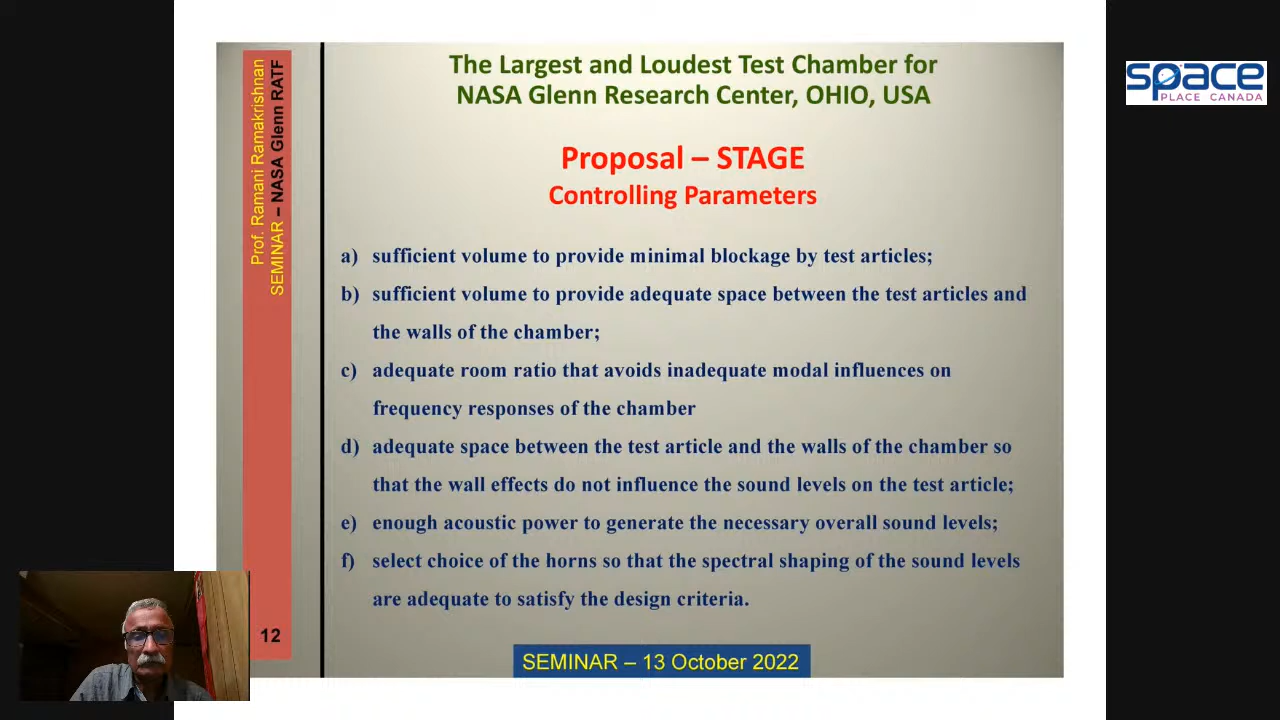 The Largest and Loudest Test Chamber for
NASA Glenn Research Center, OHIO, USA
space
PLACE CANADA
Prof. Ramani Ramakrishnan
SEMINAR – NASA Glenn RATF
Proposal – STAGE
Controlling Parameters
a) sufficient volume to provide minimal blockage by test articles;
b) sufficient volume to provide adequate space between the test articles and
the walls of the chamber;
c) adequate room ratio that avoids inadequate modal influences on
frequency responses of the chamber
d) adequate space between the test article and the walls of the chamber so
that the wall effects do not influence the sound levels on the test article;
e) enough acoustic power to generate the necessary overall sound levels;
f) select choice of the horns so that the spectral shaping of the sound levels
are adequate to satisfy the design criteria.
12
SEMINAR – 13 October 2022